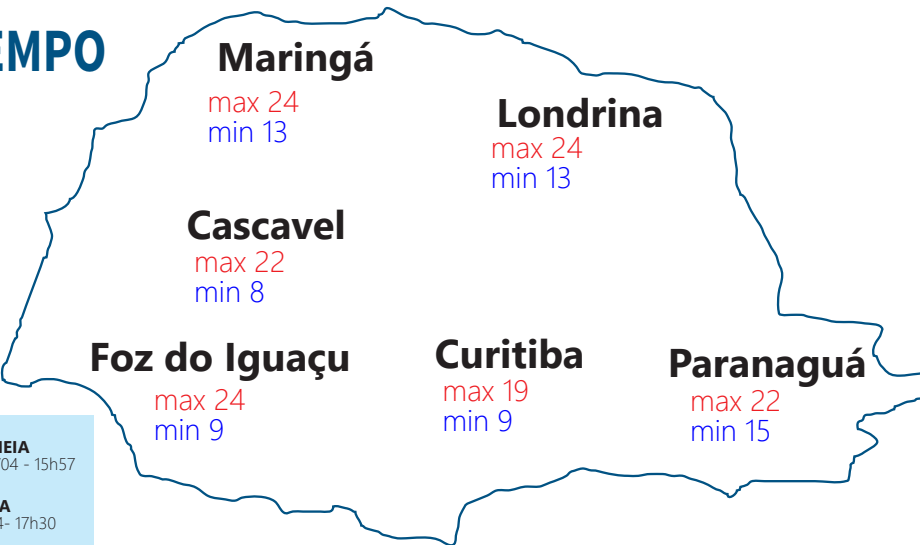 EMPO
Maringá
max 24
min 13
Londrina
max 24
min 13
Cascavel
max 22
min 8
Foz do Iguaçu
max 24
min 9
Curitiba
max 19
min 9
Paranaguá
max 22
min 15
HEIA
/04 - 15h57
A
4- 17h30